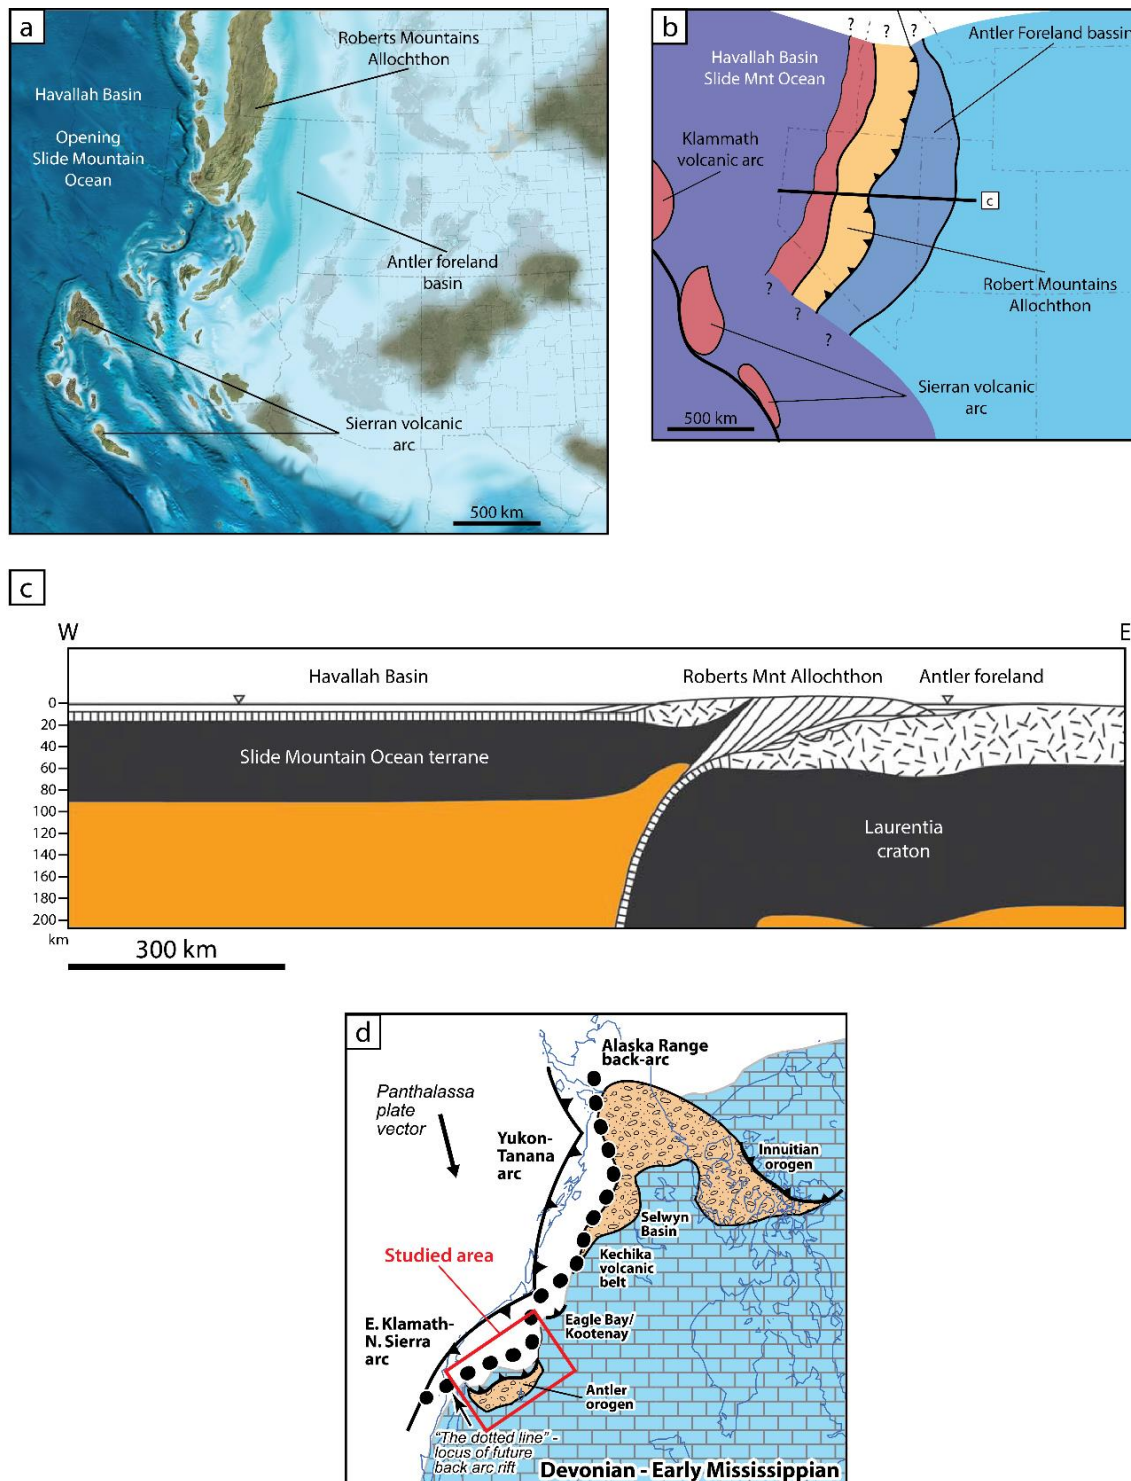 a
Roberts Mountains
Allochthon
Havallah Basin
Opening
Slide Mountain
Ocean
Antler foreland
basin
Sierran volcanic
arc
500 km
b
? ? ? ?
Havallah Basin
Slide Mnt Ocean
Antler Foreland bassin
Klammath
volcanic arc
c
Robert Mountains
Allochthon
?
?
?
Sierran volcanic
arc
500 km
c
W
E
Havallah Basin
Roberts Mnt Allochthon
Antler foreland
0
20
40
60
80
100
120
140
160
180
200
km
Slide Mountain Ocean terrane
Laurentia
craton
300 km
d
Alaska Range
back-arc
Panthalassa
plate
vector
Yukon-
Tanana
arc
Innuitian
orogen
Selwyn
Basin
Studied area
Kechika
volcanic
belt
E. Klamath-
N. Sierra
arc
Eagle Bay/
Kootenay
Antler
orogen
"The dotted line" -
locus of future
back arc rift
Devonian - Early Mississippian